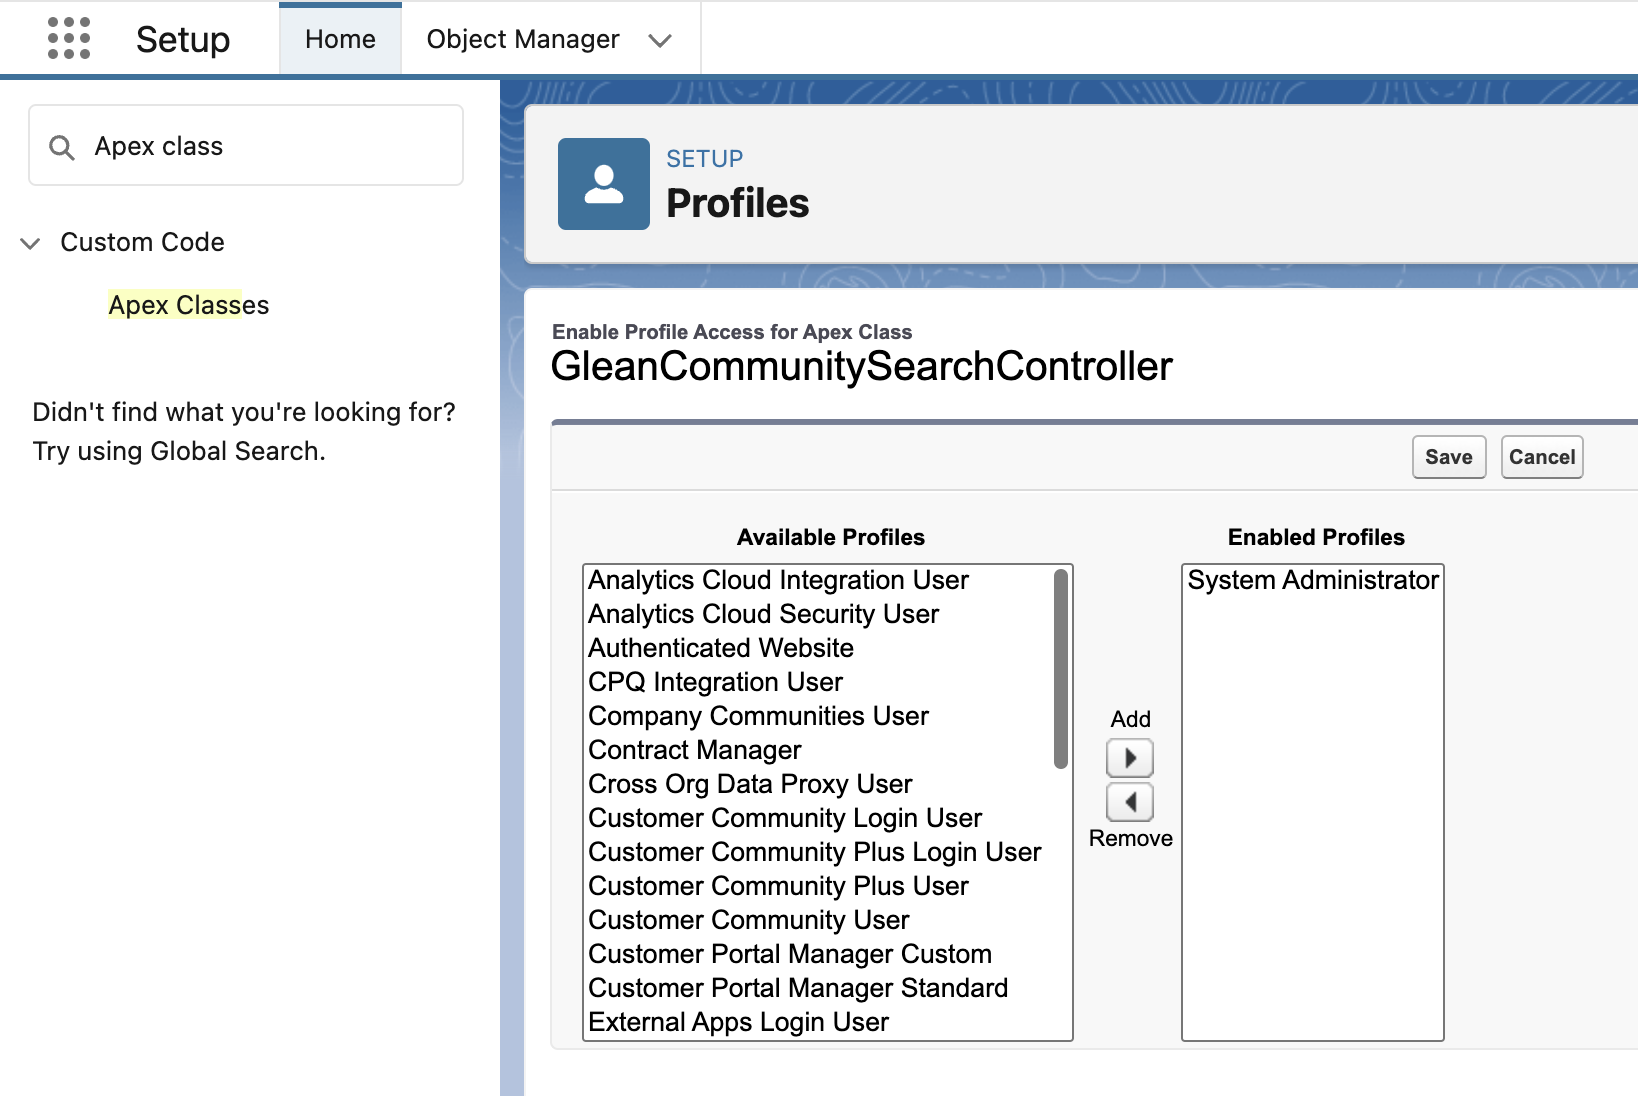 Setup
Home
Object Manager
Apex class
Custom Code
Apex Classes
Didn't find what you're looking for?
Try using Global Search.
SETUP
Profiles
Enable Profile Access for Apex Class
GleanCommunitySearchController
Save
Cancel
Available Profiles
Analytics Cloud Integration User
Analytics Cloud Security User
Authenticated Website
CPQ Integration User
Company Communities User
Contract Manager
Cross Org Data Proxy User
Customer Community Login User
Customer Community Plus Login User
Customer Community Plus User
Customer Community User
Customer Portal Manager Custom
Customer Portal Manager Standard
External Apps Login User
Add
Remove
Enabled Profiles
System Administrator